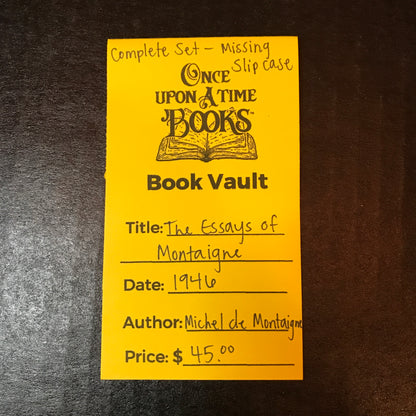 Complete Set - Missing
Slip case
ONCE
UPON A TIME
BOOKS
Book Vault
Title: The Essays of
Montaigne
Date: 1946
Author: Michel de Montaigne
Price: $ 45.00